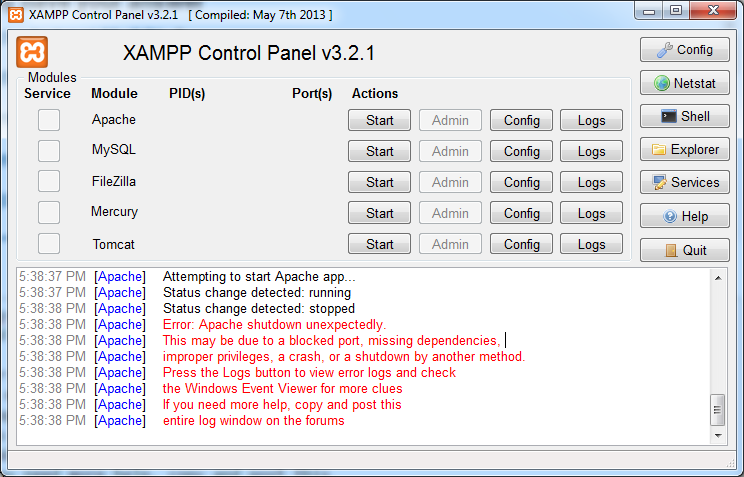 XAMPP Control Panel v3.2.1 [ Compiled: May 7th 2013 ]
XAMPP Control Panel v3.2.1
Config
Modules
Service Module PID(s) Port(s) Actions
Netstat
Apache Start Admin Config Logs
Shell
MySQL Start Admin Config Logs
Explorer
FileZilla Start Admin Config Logs
Services
Mercury Start Admin Config Logs
Help
Tomcat Start Admin Config Logs
Quit
5:38:37 PM [Apache] Attempting to start Apache app...
5:38:37 PM [Apache] Status change detected: running
5:38:38 PM [Apache] Status change detected: stopped
5:38:38 PM [Apache] Error: Apache shutdown unexpectedly.
5:38:38 PM [Apache] This may be due to a blocked port, missing dependencies,
5:38:38 PM [Apache] improper privileges, a crash, or a shutdown by another method.
5:38:38 PM [Apache] Press the Logs button to view error logs and check
5:38:38 PM [Apache] the Windows Event Viewer for more clues
5:38:38 PM [Apache] If you need more help, copy and post this
5:38:38 PM [Apache] entire log window on the forums